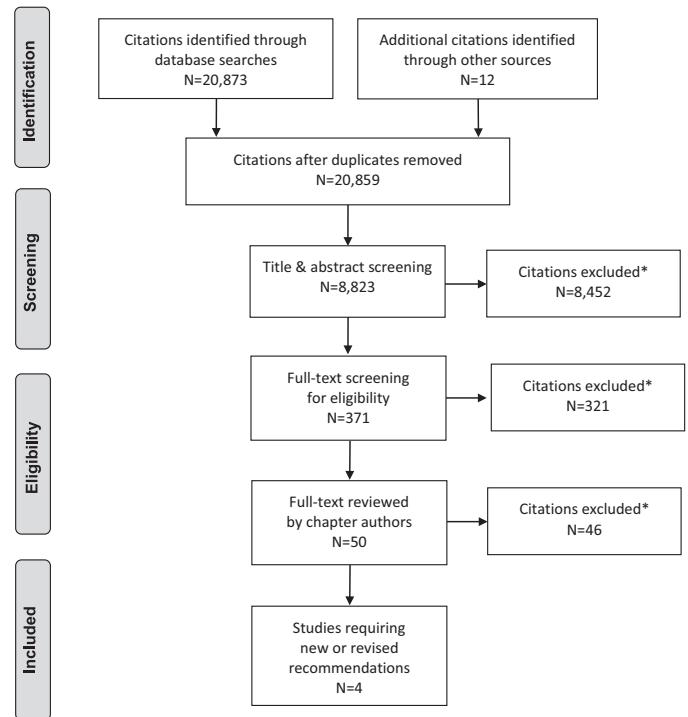 Identification
Citations identified through
database searches
N=20,873
Additional citations identified
through other sources
N=12
Citations after duplicates removed
N=20,859
Screening
Title & abstract screening
N=8,823
Citations excluded*
N=8,452
Eligibility
Full-text screening
for eligibility
N=371
Citations excluded*
N=321
Full-text reviewed
by chapter authors
N=50
Citations excluded*
N=46
Included
Studies requiring
new or revised
recommendations
N=4